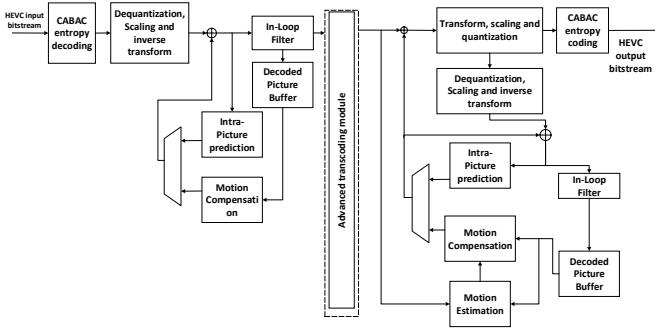 HEVC input
bitstream
CABAC
entropy
decoding
Dequantization,
Scaling and
inverse
transform
In-Loop
Filter
Decoded
Picture
Buffer
Intra-
Picture
prediction
Motion
Compensati
on
Advanced transcoding module
Transform, scaling and
quantization
CABAC
entropy
coding
HEVC
output
bitstream
Dequantization,
Scaling and inverse
transform
Intra-Picture
prediction
In-Loop
Filter
Motion
Compensation
Decoded
Picture
Buffer
Motion
Estimation